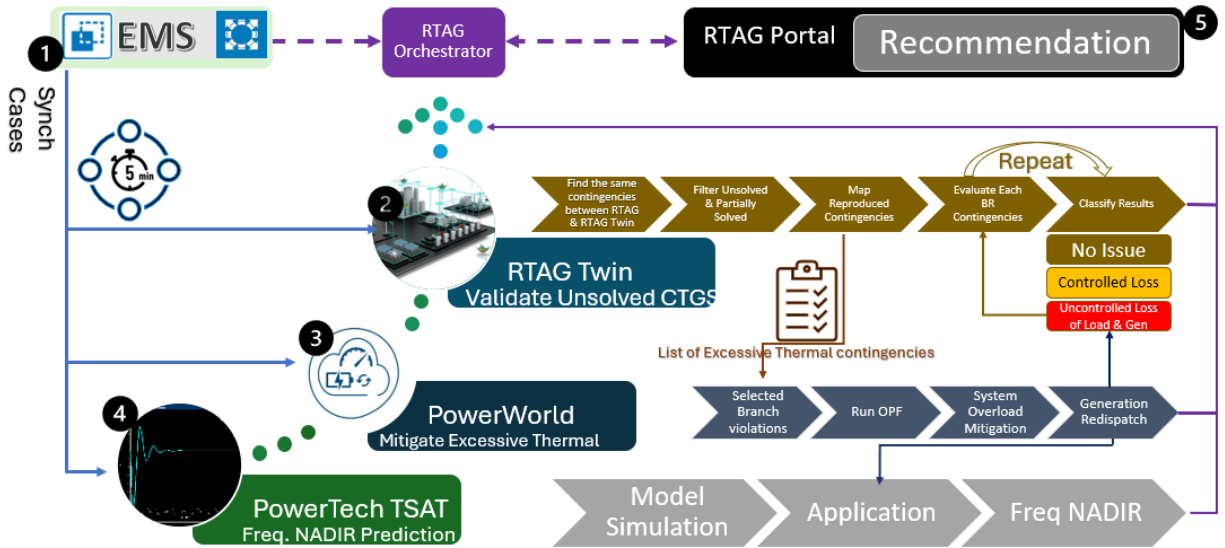 1
EMS
RTAG
Orchestrator
RTAG Portal
Recommendation
5
Synch
Cases
5 min
2
RTAG Twin
Validate Unsolved CTGS
Find the same
contingencies
between RTAG
& RTAG Twin
Filter Unsolved
& Partially
Solved
Map
Reproduced
Contingencies
Evaluate Each
BR
Contingencies
Repeat
Classify Results
No Issue
Controlled Loss
Uncontrolled Loss
of Load & Gen
List of Excessive Thermal contingencies
3
PowerWorld
Mitigate Excessive Thermal
Selected
Branch
violations
Run OPF
System
Overload
Mitigation
Generation
Redispatch
4
PowerTech TSAT
Freq. NADIR Prediction
Model
Simulation
Application
Freq NADIR